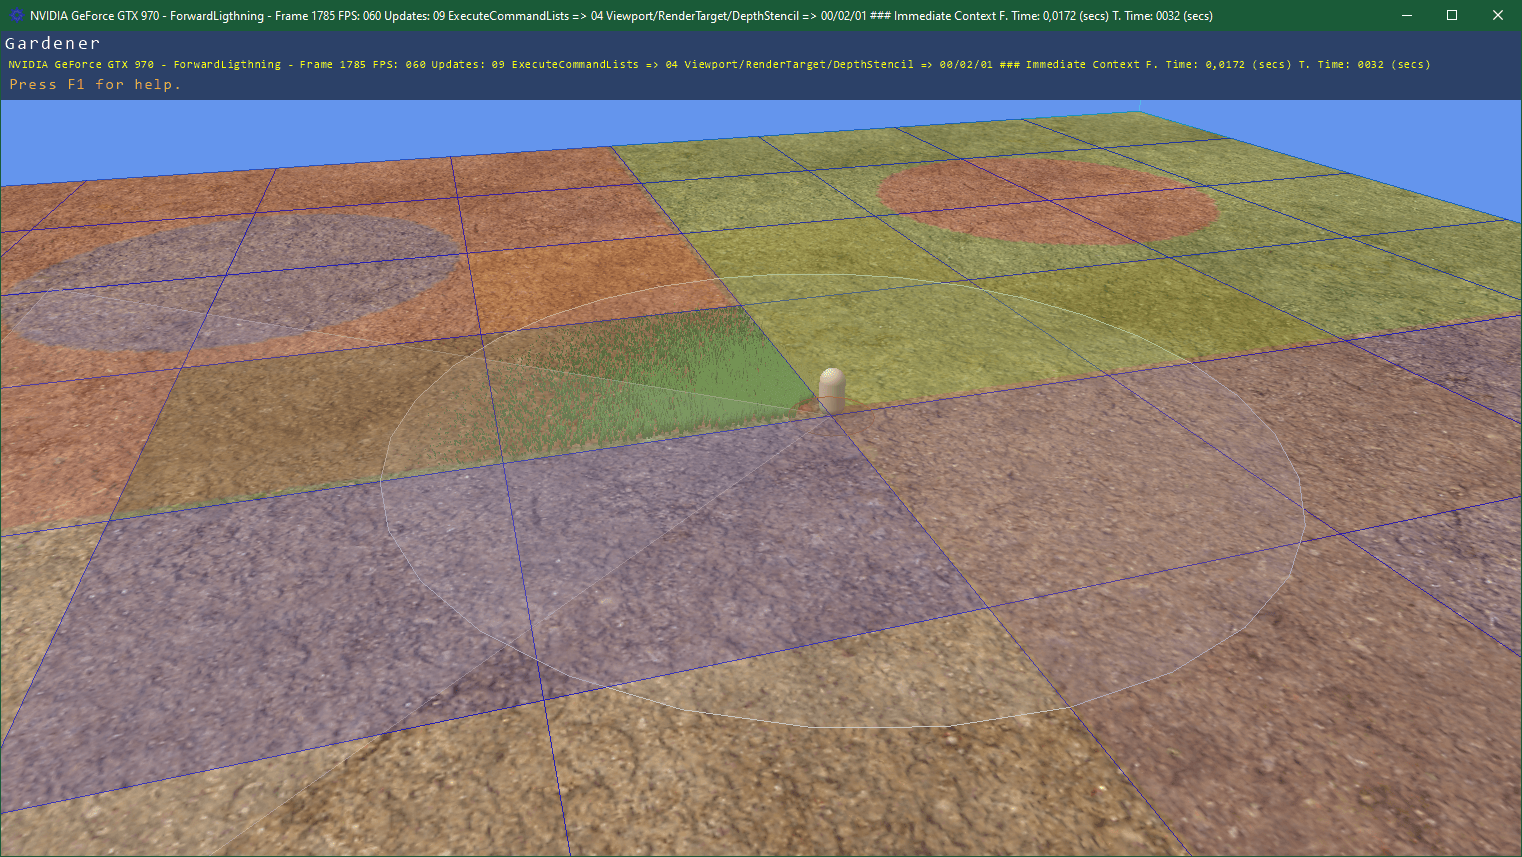 NVIDIA GeForce GTX 970 - ForwardLigthning - Frame 1785 FPS: 060 Updates: 09 ExecuteCommandLists => 04 Viewport/RenderTarget/DepthStencil => 00/02/01 ### Immediate Context F. Time: 0,0172 (secs) T. Time: 0032 (secs)
Gardener
NVIDIA GeForce GTX 970 - ForwardLigthning - Frame 1785 FPS: 060 Updates: 09 ExecuteCommandLists => 04 Viewport/RenderTarget/DepthStencil => 00/02/01 ### Immediate Context F. Time: 0,0172 (secs) T. Time: 0032 (secs)
Press F1 for help.